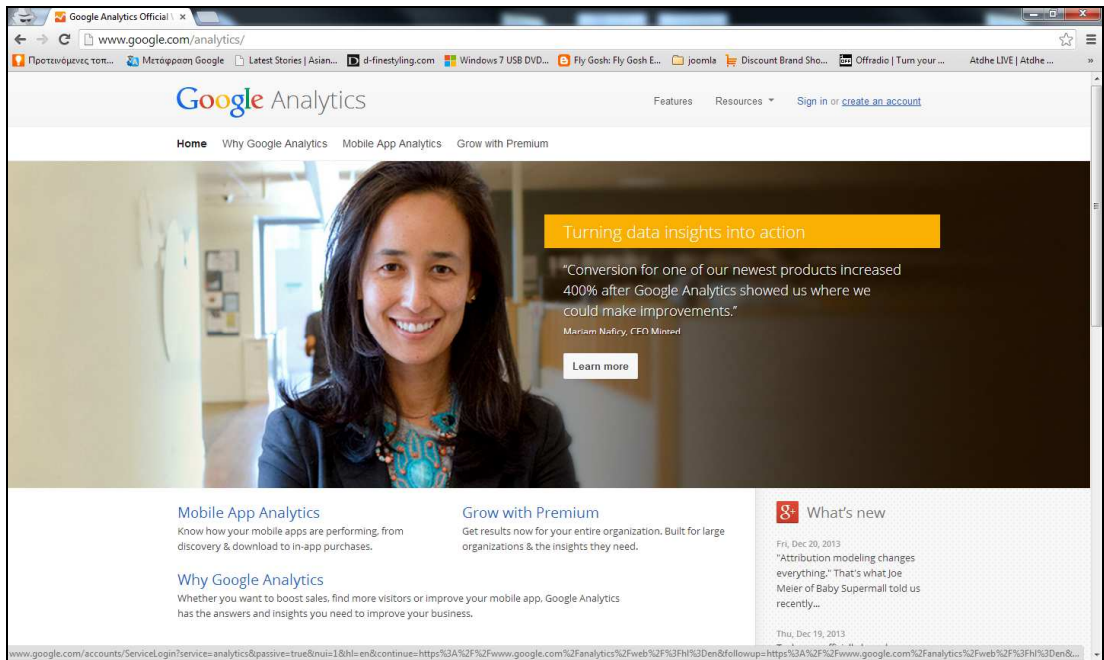 Google Analytics Official \
www.google.com/analytics/
Προτεινόμενες τοπ... Μετάφραση Google Latest Stories | Asian... d-finestyling.com Windows 7 USB DVD... Fly Gosh: Fly Gosh E... joomla Discount Brand Sho... Offradio | Turn your ... Atdhe LIVE | Atdhe ... »
Google Analytics
Features Resources Sign in or create an account
Home Why Google Analytics Mobile App Analytics Grow with Premium
Turning data insights into action
“Conversion for one of our newest products increased
400% after Google Analytics showed us where we
could make improvements.”
Mariam Naficy, CEO Minted
Learn more
Mobile App Analytics
Know how your mobile apps are performing, from
discovery & download to in-app purchases.
Grow with Premium
Get results now for your entire organization. Built for large
organizations & the insights they need.
Why Google Analytics
Whether you want to boost sales, find more visitors or improve your mobile app, Google Analytics
has the answers and insights you need to improve your business.
g+ What's new
Fri, Dec 20, 2013
"Attribution modeling changes
everything." That's what Joe
Meier of Baby Supermall told us
recently...
Thu, Dec 19, 2013
www.google.com/accounts/ServiceLogin?service=analytics&passive=true&nui=1&hl=en&continue=https%3A%2F%2Fwww.google.com%2Fanalytics%2Fweb%2F%3Fhl%3Den&followup=https%3A%2F%2Fwww.google.com%2Fanalytics%2Fweb%2F%3Fhl%3Den&...